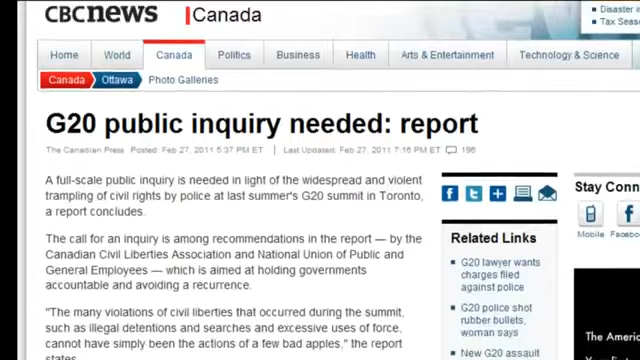 CBCnews
Canada
Disaster i
Tax Seas
Home World Canada Politics Business Health Arts & Entertainment Technology & Science
Canada Ottawa Photo Galleries
G20 public inquiry needed: report
The Canadian Press Posted: Feb 27, 2011 5:37 PM ET Last Updated: Feb 27, 2011 7:16 PM ET 196
A full-scale public inquiry is needed in light of the widespread and violent
trampling of civil rights by police at last summer's G20 summit in Toronto,
a report concludes.
The call for an inquiry is among recommendations in the report — by the
Canadian Civil Liberties Association and National Union of Public and
General Employees — which is aimed at holding governments
accountable and avoiding a recurrence.
"The many violations of civil liberties that occurred during the summit,
such as illegal detentions and searches and excessive uses of force,
cannot have simply been the actions of a few bad apples," the report
states.
Related Links
G20 lawyer wants
charges filed
against police
G20 police shot
rubber bullets,
woman says
New G20 assault
Stay Conn
Mobile Facebo
The Americ